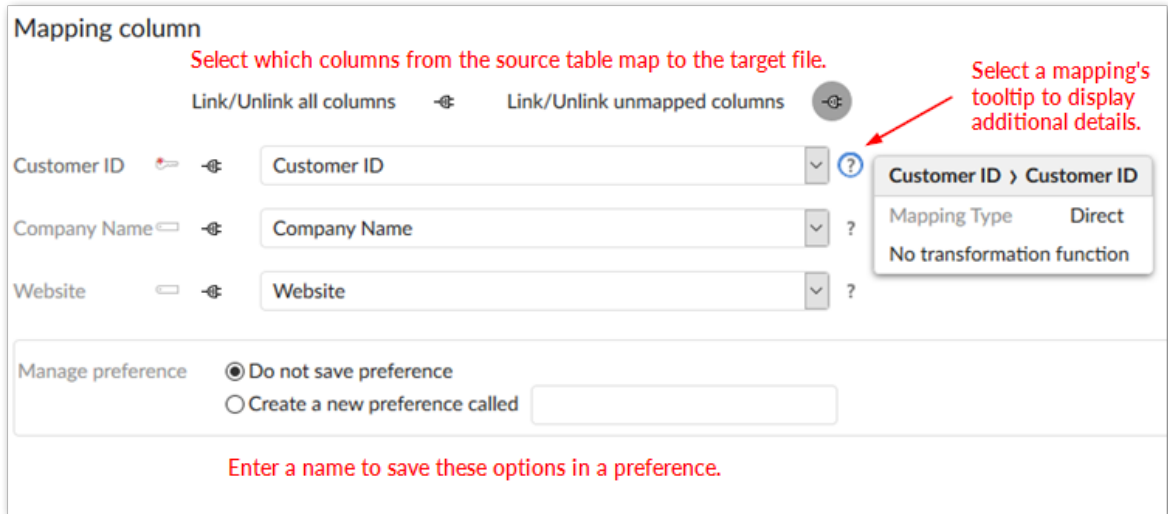 Mapping column
Select which columns from the source table map to the target file.
Select a mapping's
tooltip to display
additional details.
Link/Unlink all columns
Link/Unlink unmapped columns
Customer ID
Customer ID
?
Customer ID › Customer ID
Mapping Type Direct
No transformation function
Company Name
Company Name
?
Website
Website
?
Manage preference
Do not save preference
Create a new preference called
Enter a name to save these options in a preference.